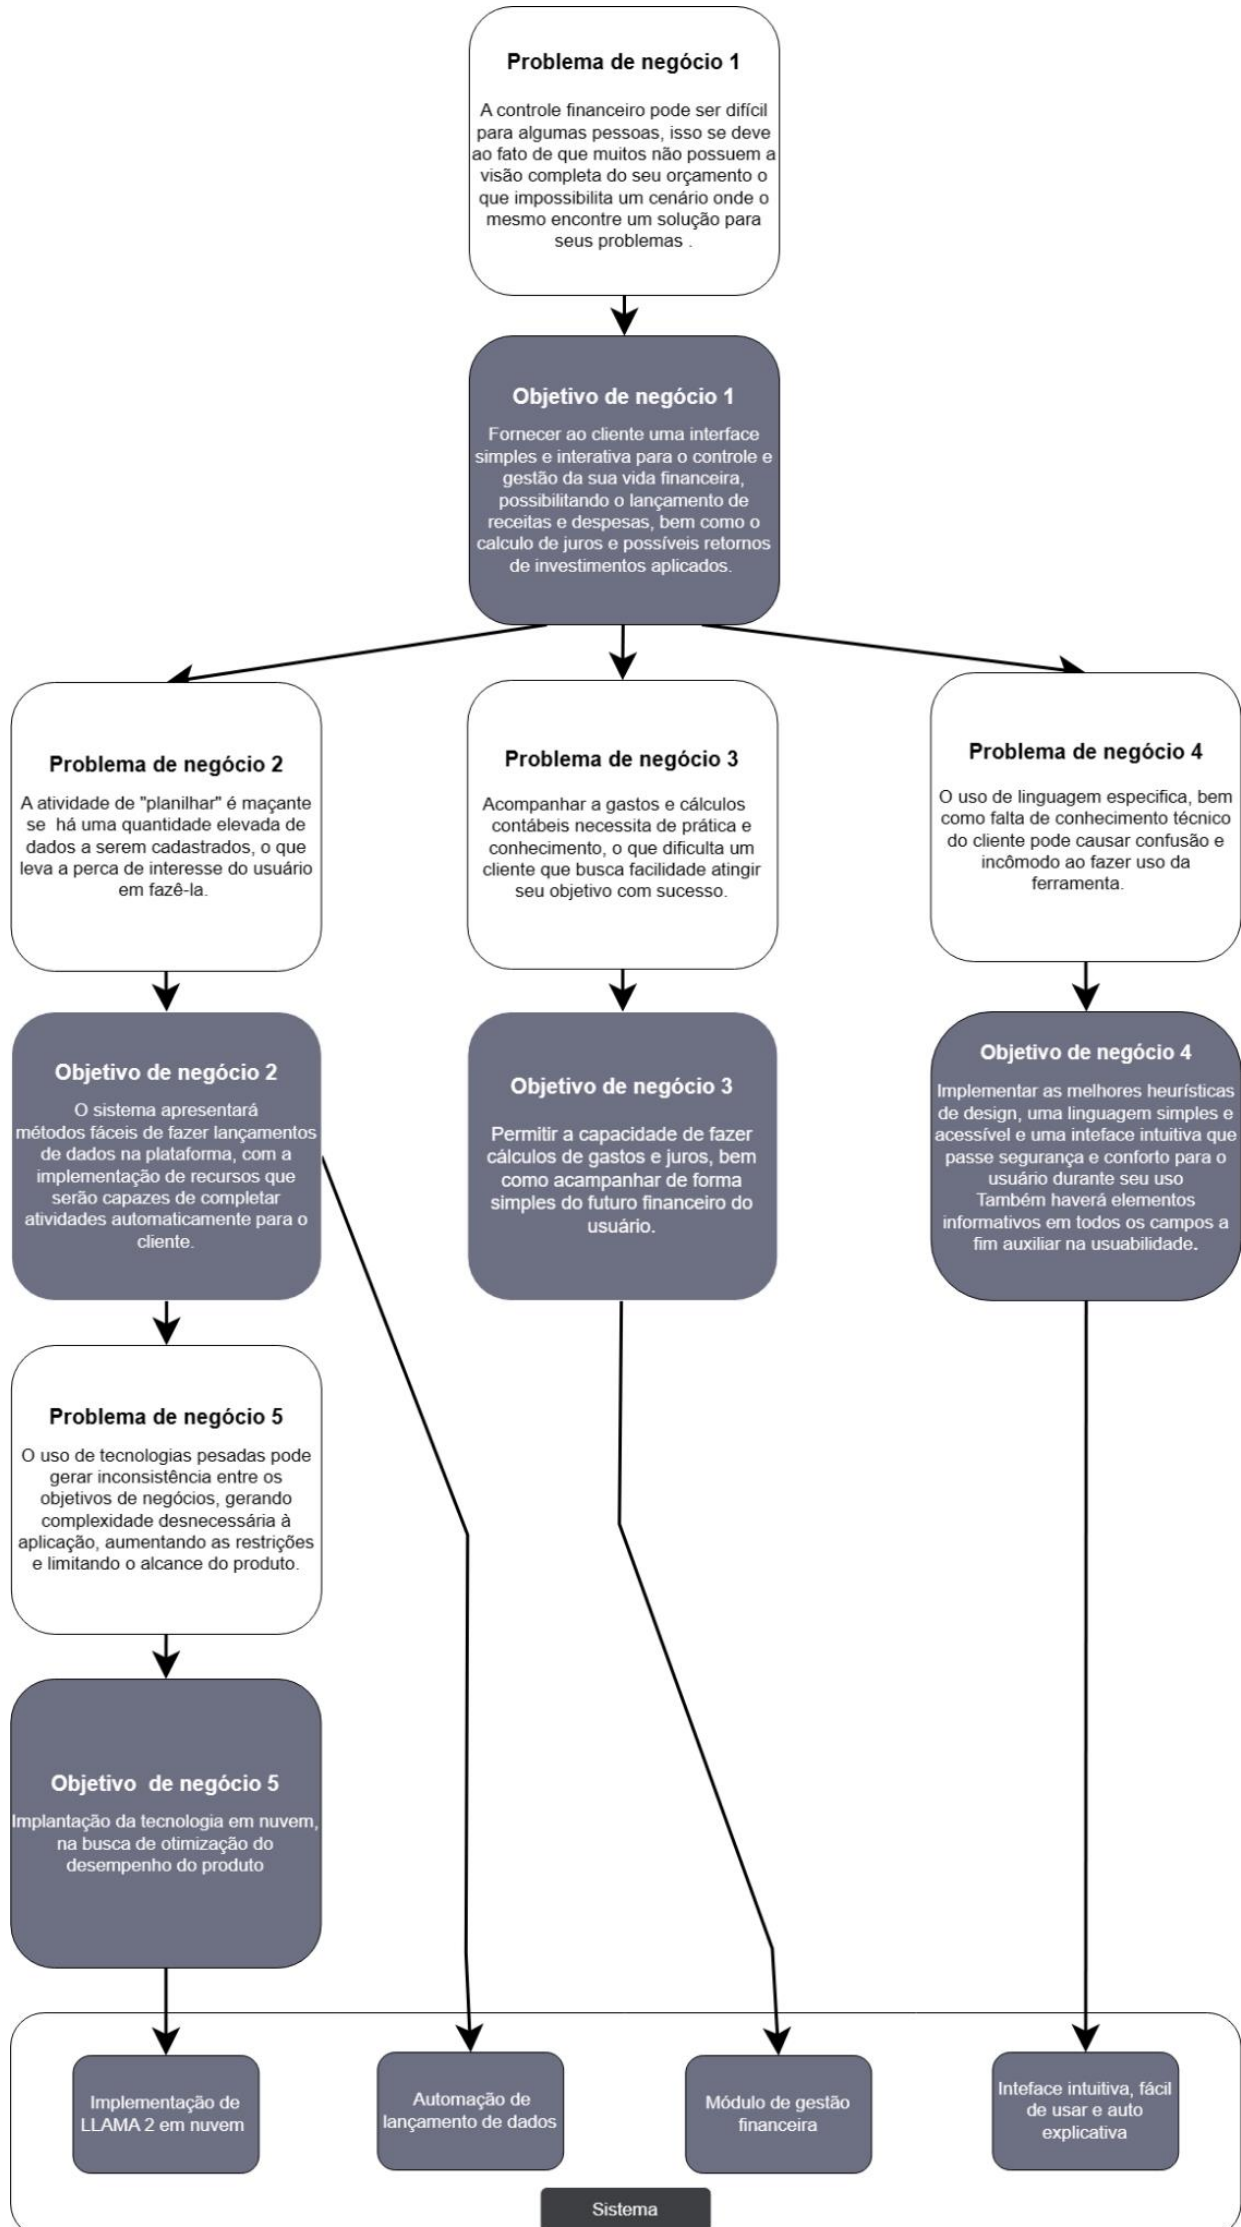 Problema de negócio 1
A controle financeiro pode ser difícil
para algumas pessoas, isso se deve
ao fato de que muitos não possuem a
visão completa do seu orçamento o
que impossibilita um cenário onde o
mesmo encontre um solução para
seus problemas .
Objetivo de negócio 1
Fornecer ao cliente uma interface
simples e interativa para o controle e
gestão da sua vida financeira,
possibilitando o lançamento de
receitas e despesas, bem como o
calculo de juros e possíveis retornos
de investimentos aplicados.
Problema de negócio 2
A atividade de "planilhar" é maçante
se há uma quantidade elevada de
dados a serem cadastrados, o que
leva a perca de interesse do usuário
em fazê-la.
Problema de negócio 3
Acompanhar a gastos e cálculos
contábeis necessita de prática e
conhecimento, o que dificulta um
cliente que busca facilidade atingir
seu objetivo com sucesso.
Problema de negócio 4
O uso de linguagem especifica, bem
como falta de conhecimento técnico
do cliente pode causar confusão e
incômodo ao fazer uso da
ferramenta.
Objetivo de negócio 2
O sistema apresentará
métodos fáceis de fazer lançamentos
de dados na plataforma, com a
implementação de recursos que
serão capazes de completar
atividades automaticamente para o
cliente.
Objetivo de negócio 3
Permitir a capacidade de fazer
cálculos de gastos e juros, bem
como acampanhar de forma
simples do futuro financeiro do
usuário.
Objetivo de negócio 4
Implementar as melhores heurísticas
de design, uma linguagem simples e
acessível e uma inteface intuitiva que
passe segurança e conforto para o
usuário durante seu uso
Também haverá elementos
informativos em todos os campos a
fim auxiliar na usuabilidade.
Problema de negócio 5
O uso de tecnologias pesadas pode
gerar inconsistência entre os
objetivos de negócios, gerando
complexidade desnecessária à
aplicação, aumentando as restrições
e limitando o alcance do produto.
Objetivo de negócio 5
Implantação da tecnologia em nuvem,
na busca de otimização do
desempenho do produto
Implementação de
LLAMA 2 em nuvem
Automação de
lançamento de dados
Módulo de gestão
financeira
Inteface intuitiva, fácil
de usar e auto
explicativa
Sistema